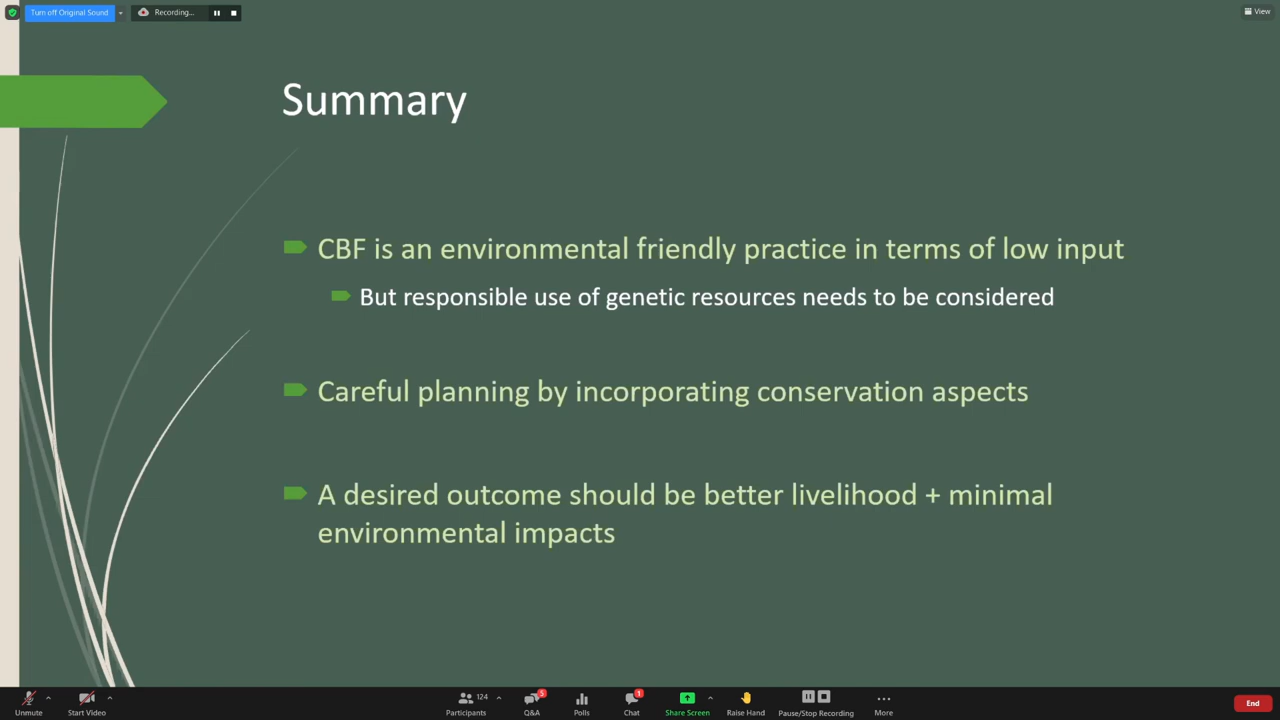 Turn off Original Sound
Recording...
View
Summary
CBF is an environmental friendly practice in terms of low input
But responsible use of genetic resources needs to be considered
Careful planning by incorporating conservation aspects
A desired outcome should be better livelihood + minimal
environmental impacts
124
5
1
Unmute
Start Video
Participants
Q&A
Polls
Chat
Share Screen
Raise Hand
Pause/Stop Recording
More
End